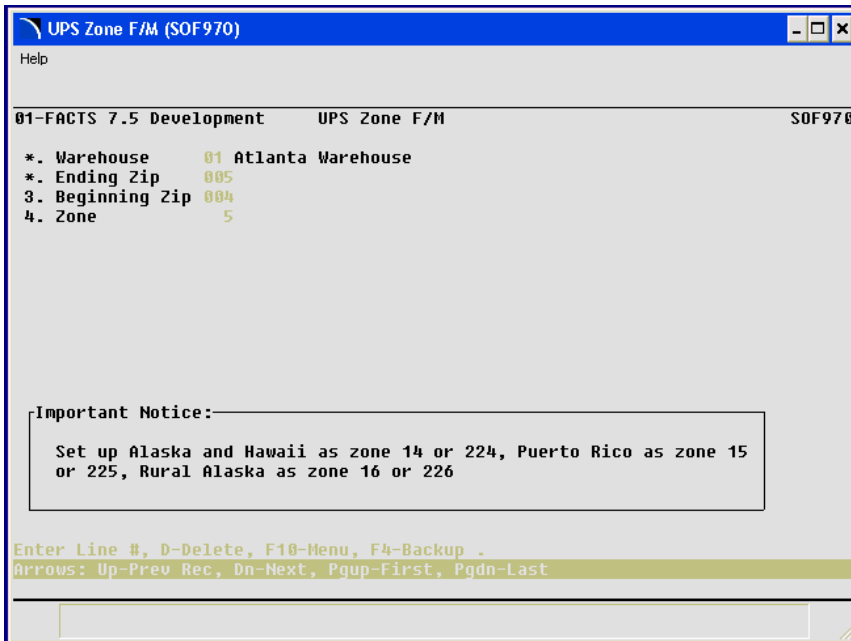 UPS Zone F/M (SOF970)
Help
01-FACTS 7.5 Development UPS Zone F/M SOF970
*. Warehouse 01 Atlanta Warehouse
*. Ending Zip 005
3. Beginning Zip 004
4. Zone 5
Important Notice:
Set up Alaska and Hawaii as zone 14 or 224, Puerto Rico as zone 15
or 225, Rural Alaska as zone 16 or 226
Enter Line #, D-Delete, F10-Menu, F4-Backup .
Arrows: Up-Prev Rec, Dn-Next, Pgup-First, Pgdn-Last